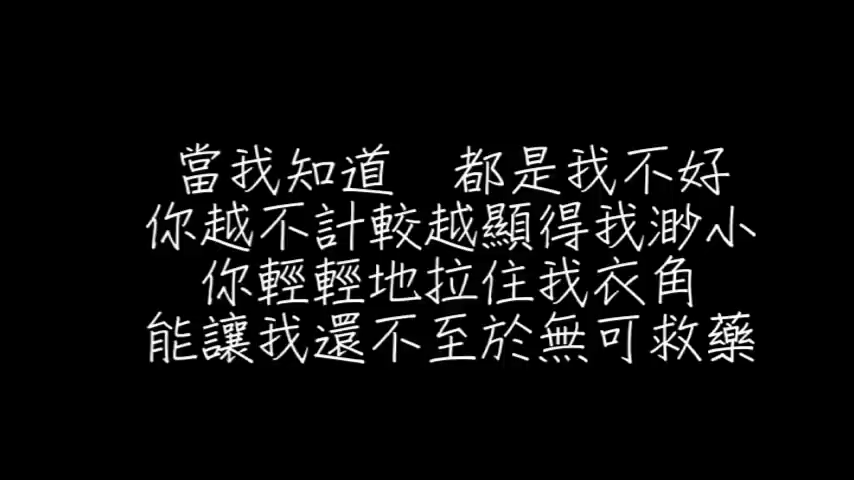 當我知道　都是我不好
你越不計較越顯得我渺小
你輕輕地拉住我衣角
能讓我還不至於無可救藥